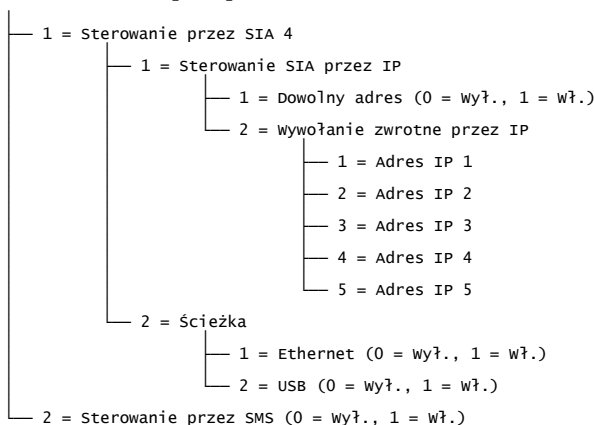 1 = Sterowanie przez SIA 4
1 = Sterowanie SIA przez IP
1 = Dowolny adres (0 = Wył., 1 = Wł.)
2 = Wywołanie zwrotne przez IP
1 = Adres IP 1
2 = Adres IP 2
3 = Adres IP 3
4 = Adres IP 4
5 = Adres IP 5
2 = Ścieżka
1 = Ethernet (0 = Wył., 1 = Wł.)
2 = USB (0 = Wył., 1 = Wł.)
2 = Sterowanie przez SMS (0 = Wył., 1 = Wł.)